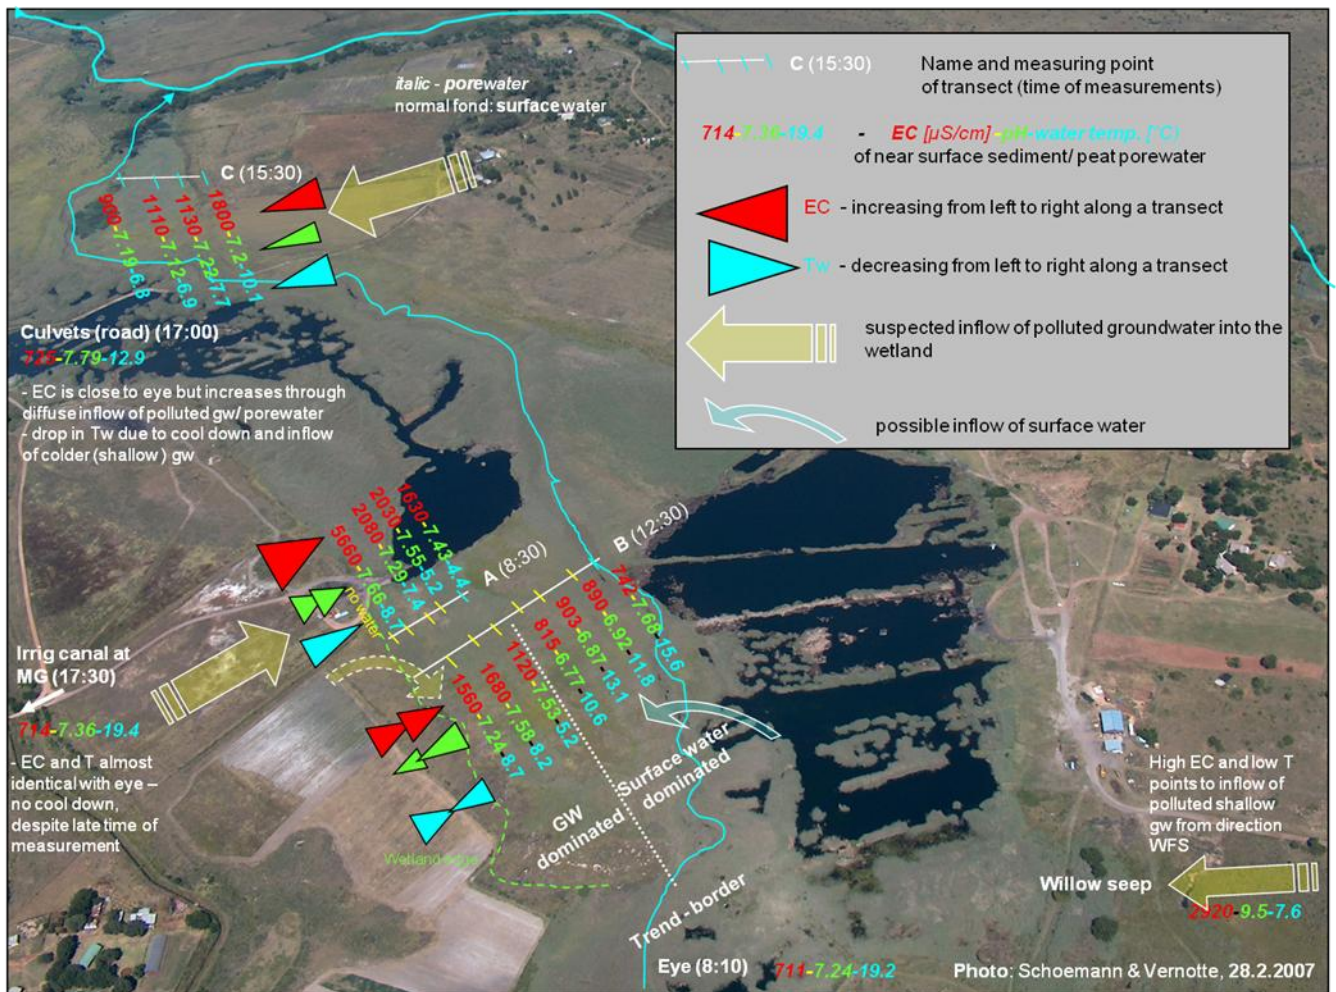 italic - porewater
normal fond: surface water
C (15:30)
Name and measuring point
of transect (time of measurements)
714-7.36-19.4 - EC [µS/cm] -pH-water temp. [°C)
of near surface sediment/ peat porewater
EC - increasing from left to right along a transect
Tw - decreasing from left to right along a transect
suspected inflow of polluted groundwater into the
wetland
possible inflow of surface water
C (15:30)
900-7.19-6.8
1110-7.12-6.9
1130-7.22-7.7
1800-7.2-10.1
Culvets (road) (17:00)
725-7.79-12.9
- EC is close to eye but increases through
diffuse inflow of polluted gw/ porewater
- drop in Tw due to cool down and inflow
of colder (shallow) gw
A (8:30)
5660-7.66-8.7
2080-7.29-7.4
2030-7.55-5.2
1630-7.43-4.4
no water
B (12:30)
1560-7.24-8.7
1680-7.58-8.2
1120-7.53-5.2
815-6.77-10.6
903-6.87-13.1
890-6.92-11.8
742-7.68-15.6
Irrig canal at
MG (17:30)
714-7.36-19.4
- EC and T almost
identical with eye –
no cool down,
despite late time of
measurement
Wetland edge
GW
dominated
Surface water
dominated
Trend - border
High EC and low T
points to inflow of
polluted shallow
gw from direction
WFS
Willow seep
2920-9.5-7.6
Eye (8:10) 711-7.24-19.2
Photo: Schoemann & Vernotte, 28.2.2007